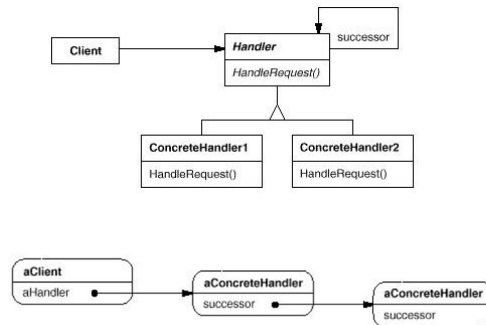 successor
Client
Handler
HandleRequest()
ConcreteHandler1
HandleRequest()
ConcreteHandler2
HandleRequest()
aClient
aHandler
aConcreteHandler
successor
aConcreteHandler
successor